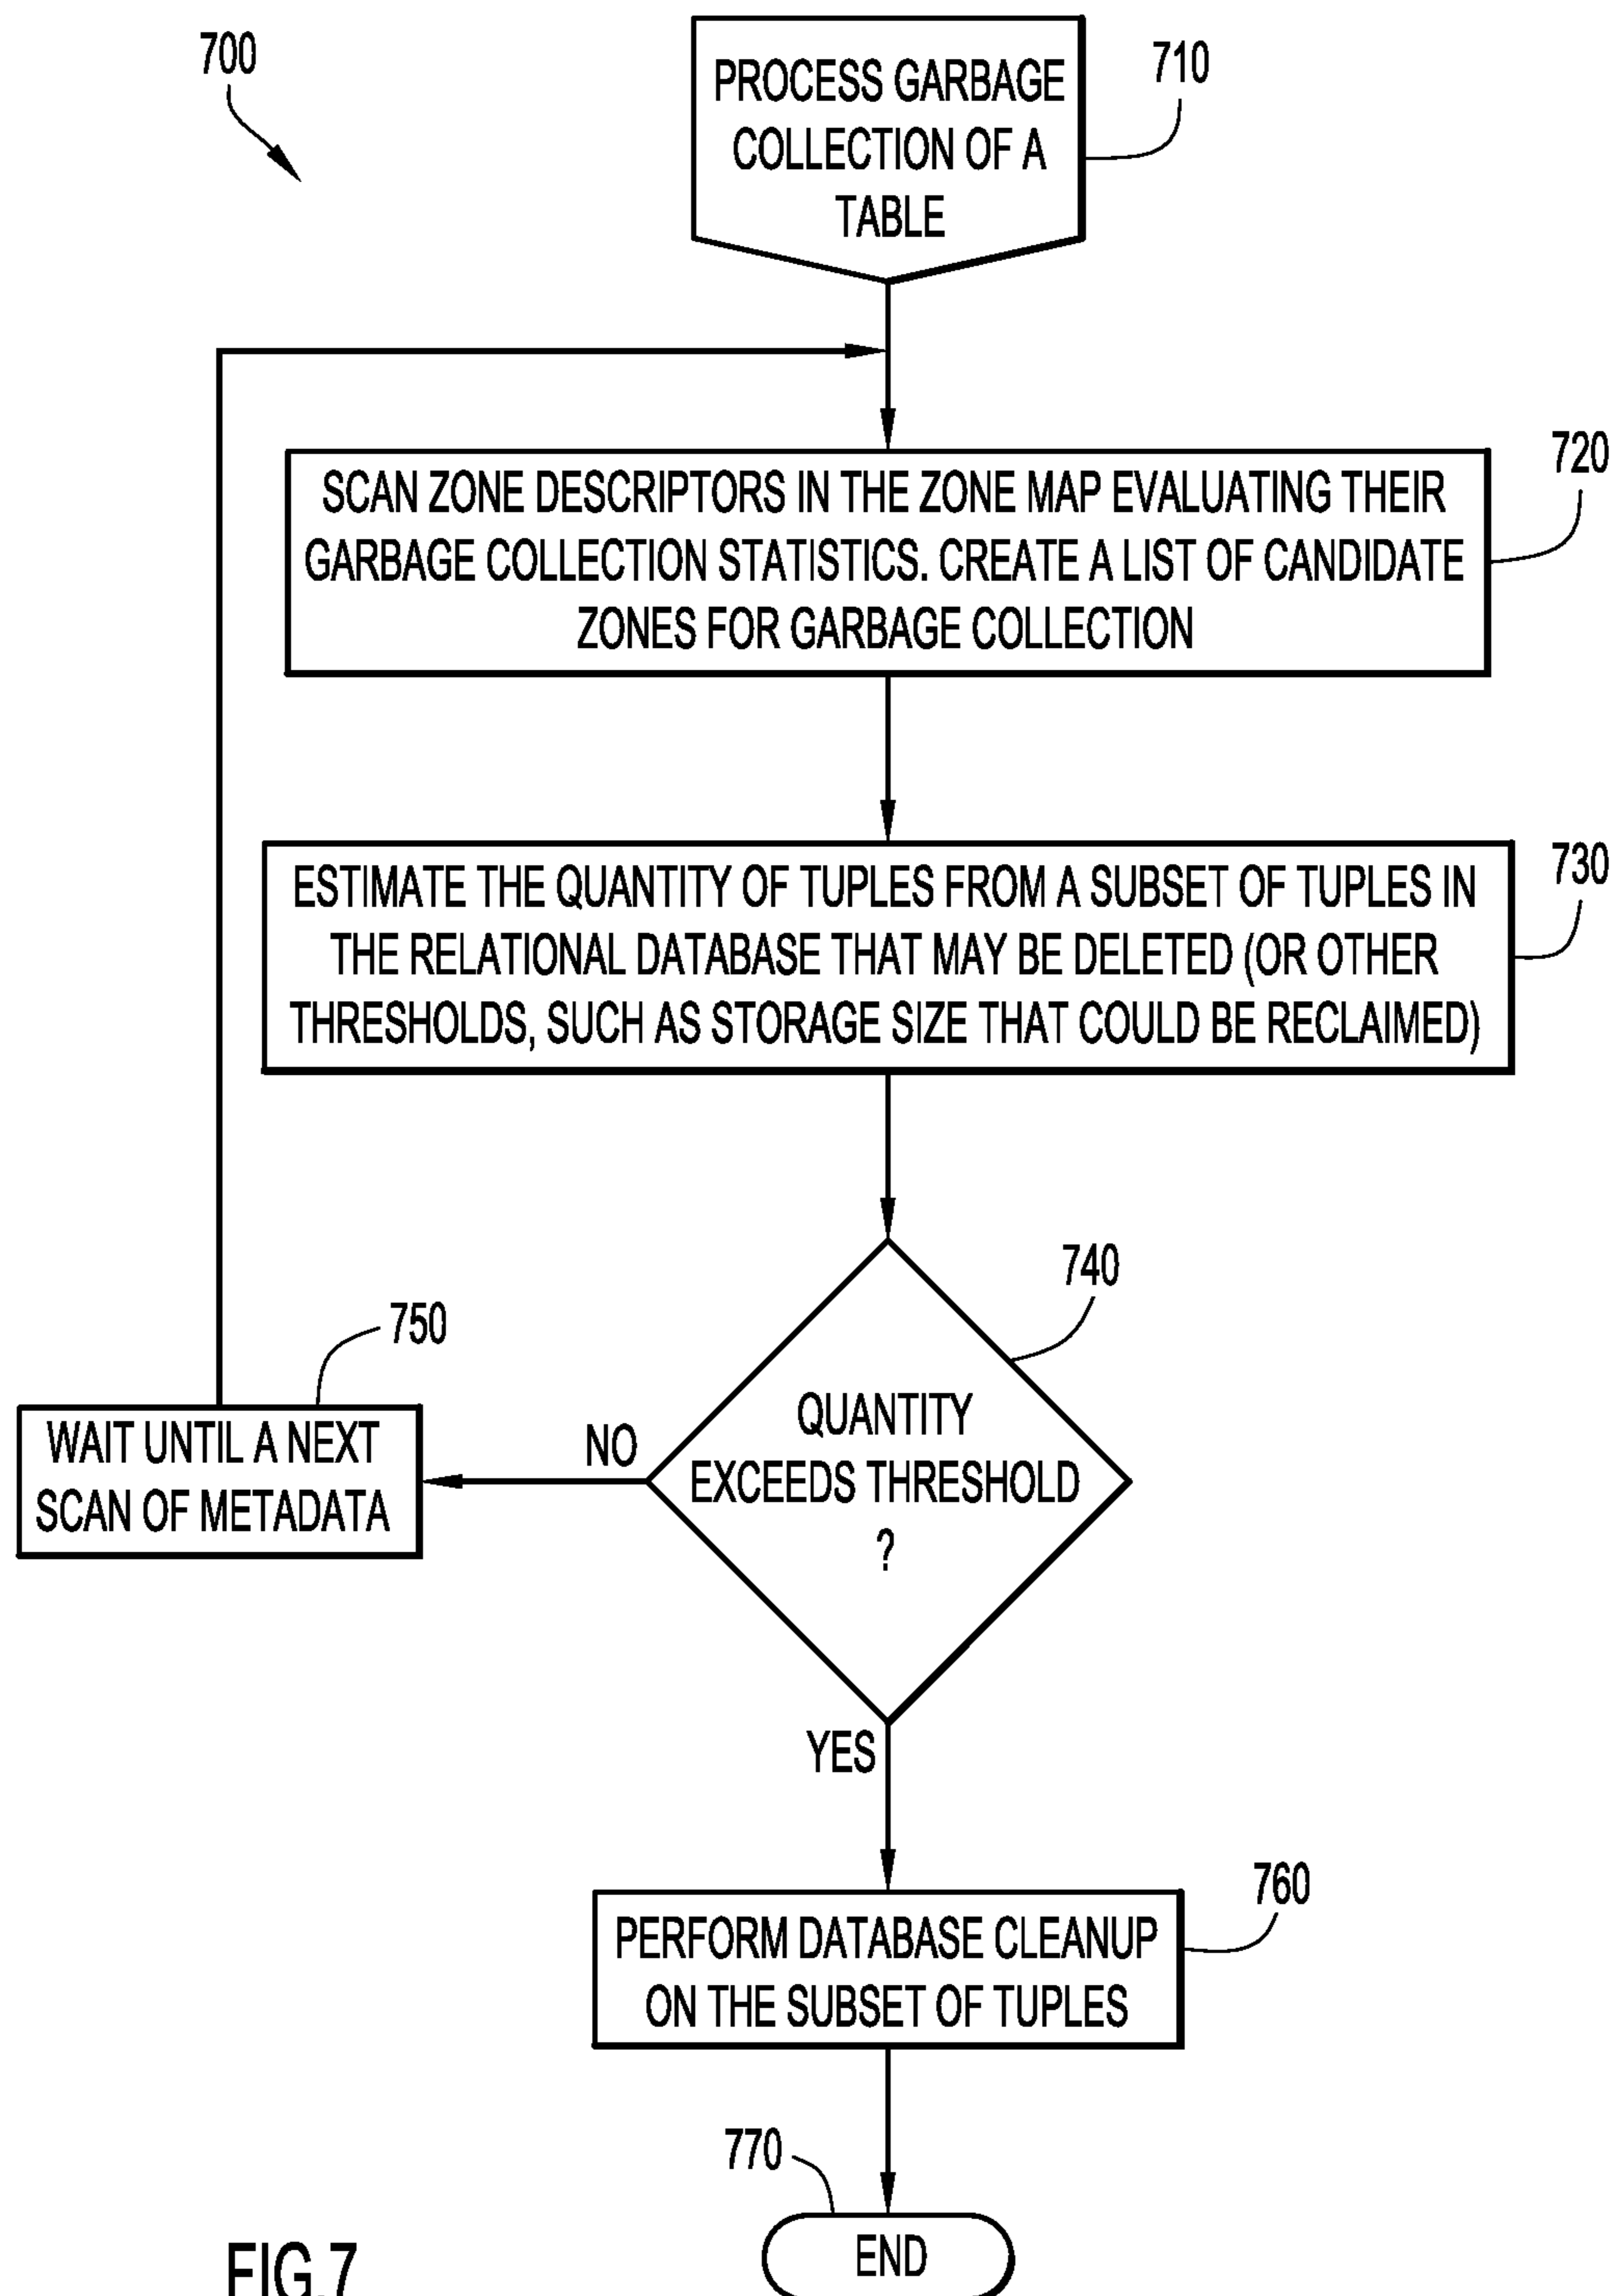 700
PROCESS GARBAGE
COLLECTION OF A
TABLE
710
SCAN ZONE DESCRIPTORS IN THE ZONE MAP EVALUATING THEIR
GARBAGE COLLECTION STATISTICS. CREATE A LIST OF CANDIDATE
ZONES FOR GARBAGE COLLECTION
720
ESTIMATE THE QUANTITY OF TUPLES FROM A SUBSET OF TUPLES IN
THE RELATIONAL DATABASE THAT MAY BE DELETED (OR OTHER
THRESHOLDS, SUCH AS STORAGE SIZE THAT COULD BE RECLAIMED)
730
740
QUANTITY
EXCEEDS THRESHOLD
?
NO
750
WAIT UNTIL A NEXT
SCAN OF METADATA
YES
760
PERFORM DATABASE CLEANUP
ON THE SUBSET OF TUPLES
770
END
FIG.7